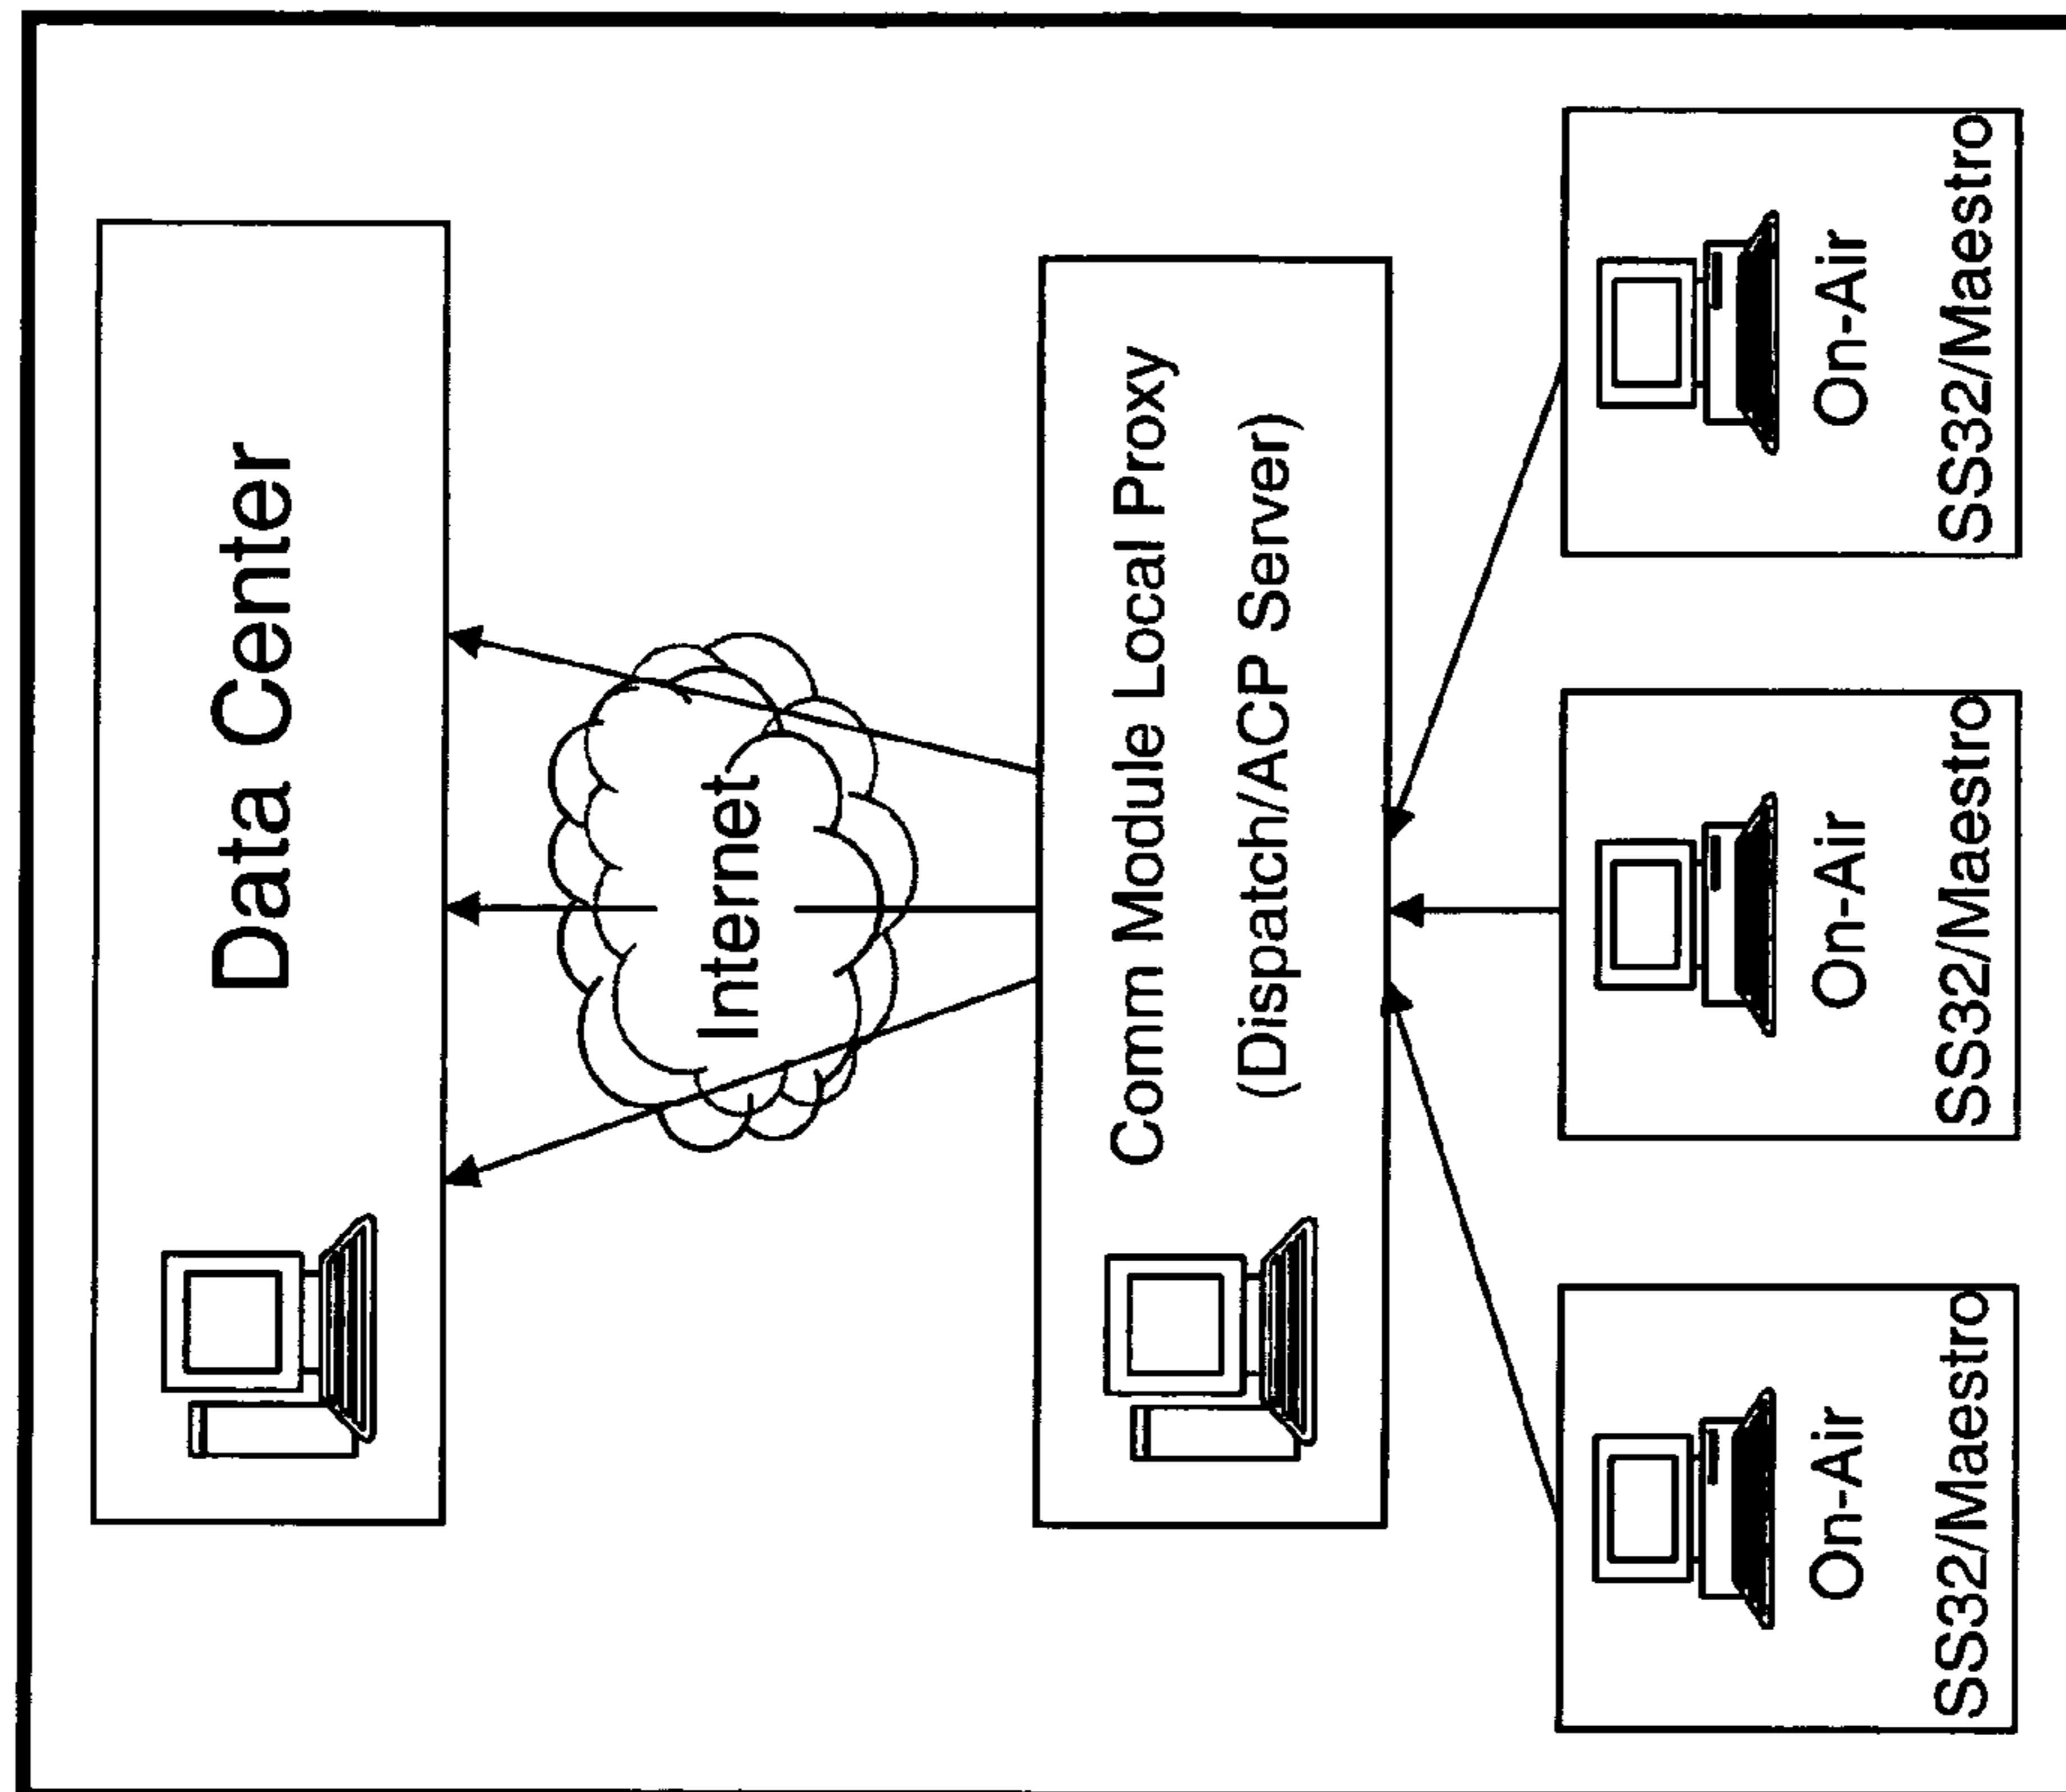 Data Center
Internet
Comm Module Local Proxy
(Dispatch/ACP Server)
On-Air
SS32/Maestro
On-Air
SS32/Maestro
On-Air
SS32/Maestro